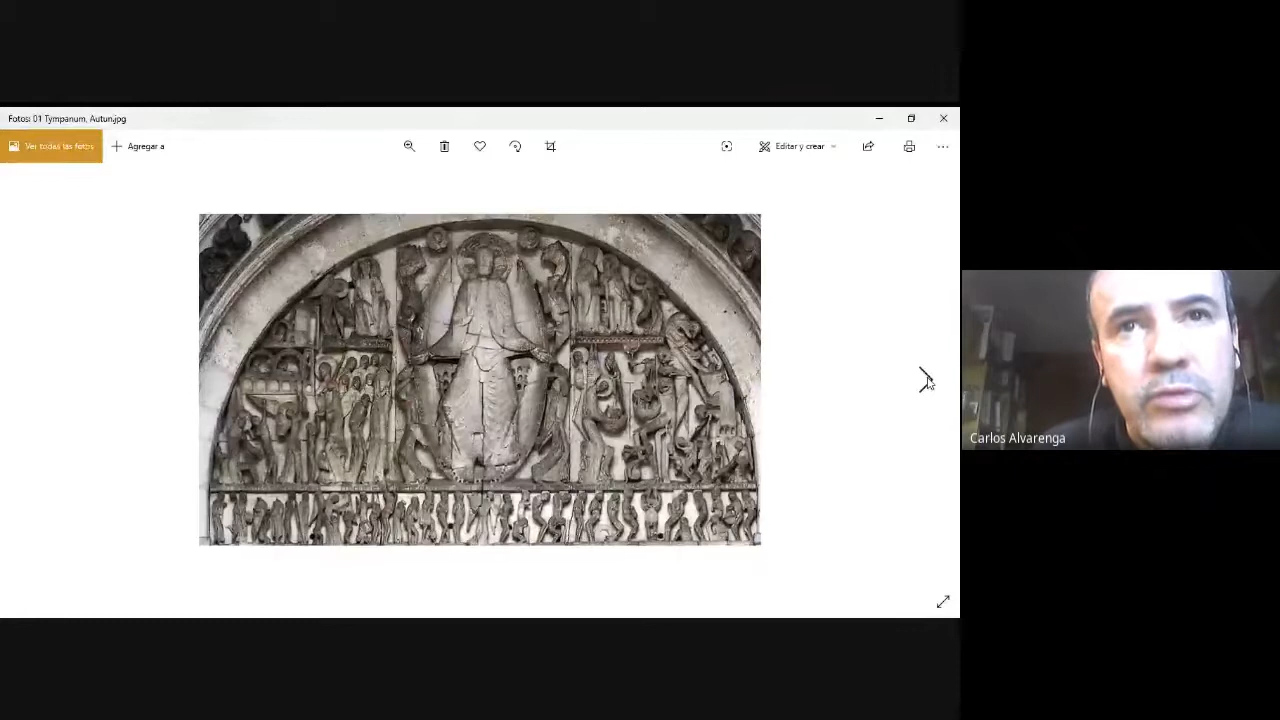 Fotos: 01 Tympanum, Autun.jpg
Ver todas las fotos
Agregar a
Editar y crear
Carlos Alvarenga